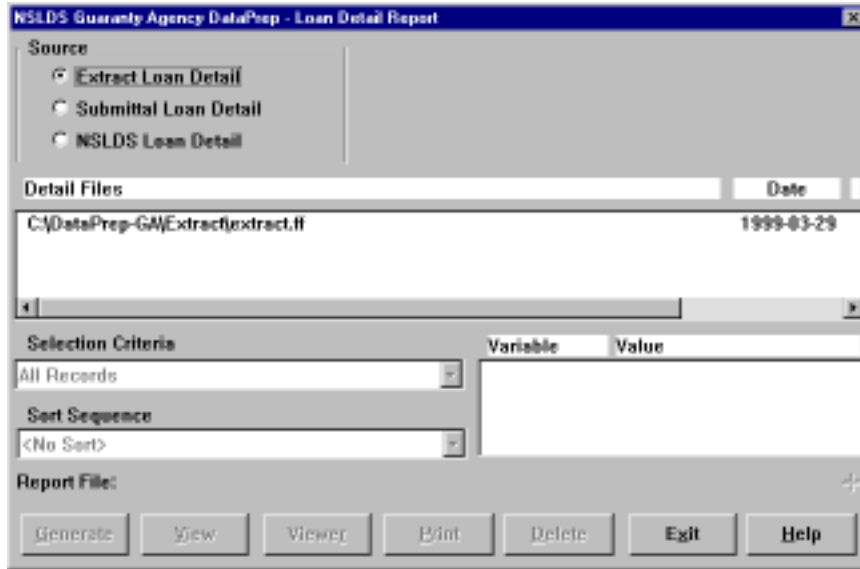 NSLDS Guaranty Agency DataPrep - Loan Detail Report
Source
Extract Loan Detail
Submittal Loan Detail
NSLDS Loan Detail
Detail Files Date
C:\DataPrep-GA\Extract\extract.ff 1999-03-29
Selection Criteria
Variable Value
All Records
Sort Sequence
<No Sort>
Report File:
Generate View Viewer Print Delete Exit Help